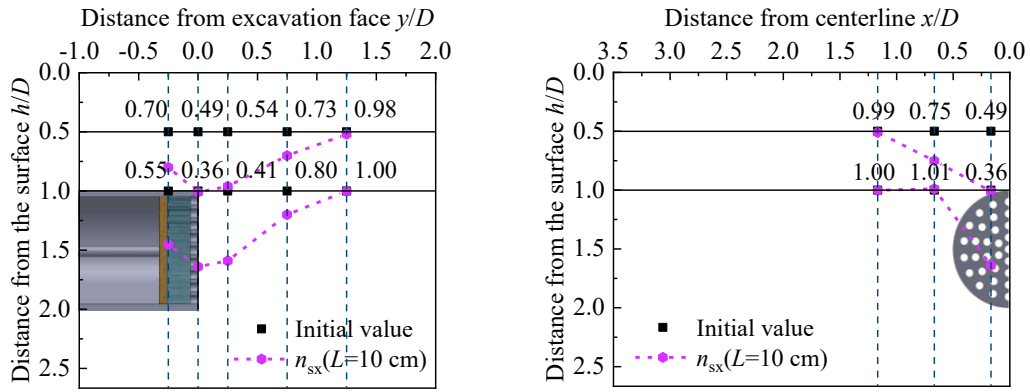 Distance from excavation face y/D
-1.0 -0.5 0.0 0.5 1.0 1.5 2.0
Distance from the surface h/D
0.0
0.5
1.0
1.5
2.0
2.5
0.70 0.49 0.54 0.73 0.98
0.55 0.36 0.41 0.80 1.00
Initial value
nsx(L=10 cm)
Distance from centerline x/D
3.5 3.0 2.5 2.0 1.5 1.0 0.5 0.0
Distance from the surface h/D
0.0
0.5
1.0
1.5
2.0
2.5
0.99 0.75 0.49
1.00 1.01 0.36
Initial value
nsx(L=10 cm)